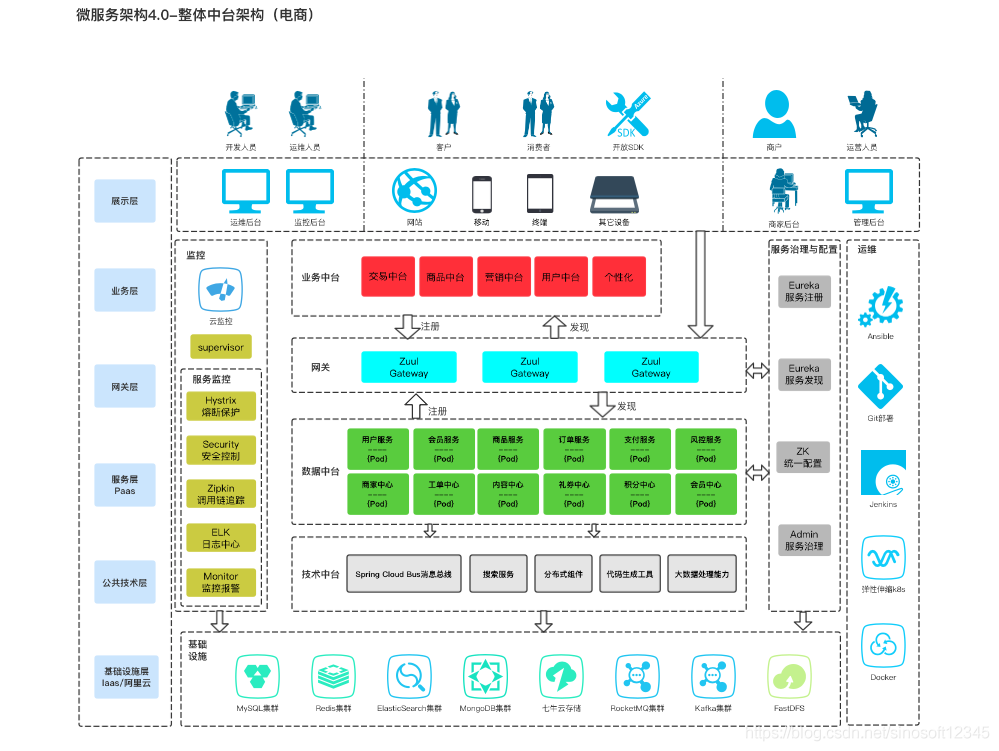 微服务架构4.0-整体中台架构（电商）
开发人员
运维人员
客户
消费者
Azure
SDK
开放SDK
商户
运营人员
展示层
运维后台
监控后台
网站
移动
终端
其它设备
商家后台
管理后台
业务层
网关层
服务层
Paas
公共技术层
基础设施层
Iaas/阿里云
监控
云监控
supervisor
服务监控
Hystrix
熔断保护
Security
安全控制
Zipkin
调用链追踪
ELK
日志中心
Monitor
监控报警
业务中台
交易中台
商品中台
营销中台
用户中台
个性化
注册
发现
网关
Zuul
Gateway
Zuul
Gateway
Zuul
Gateway
注册
发现
数据中台
用户服务
----
(Pod)
会员服务
----
(Pod)
商品服务
----
(Pod)
订单服务
----
(Pod)
支付服务
----
(Pod)
风控服务
----
(Pod)
商家中心
----
(Pod)
工单中心
----
(Pod)
内容中心
----
(Pod)
礼券中心
----
(Pod)
积分中心
----
(Pod)
会员中心
----
(Pod)
技术中台
Spring Cloud Bus消息总线
搜索服务
分布式组件
代码生成工具
大数据处理能力
服务治理与配置
Eureka
服务注册
Eureka
服务发现
ZK
统一配置
Admin
服务治理
运维
Ansible
Git部署
Jenkins
弹性伸缩k8s
Docker
基础
设施
MySQL集群
Redis集群
ElasticSearch集群
MongoDB集群
七牛云存储
RocketMQ集群
Kafka集群
FastDFS
https://blog.csdn.net/sinosoft12345